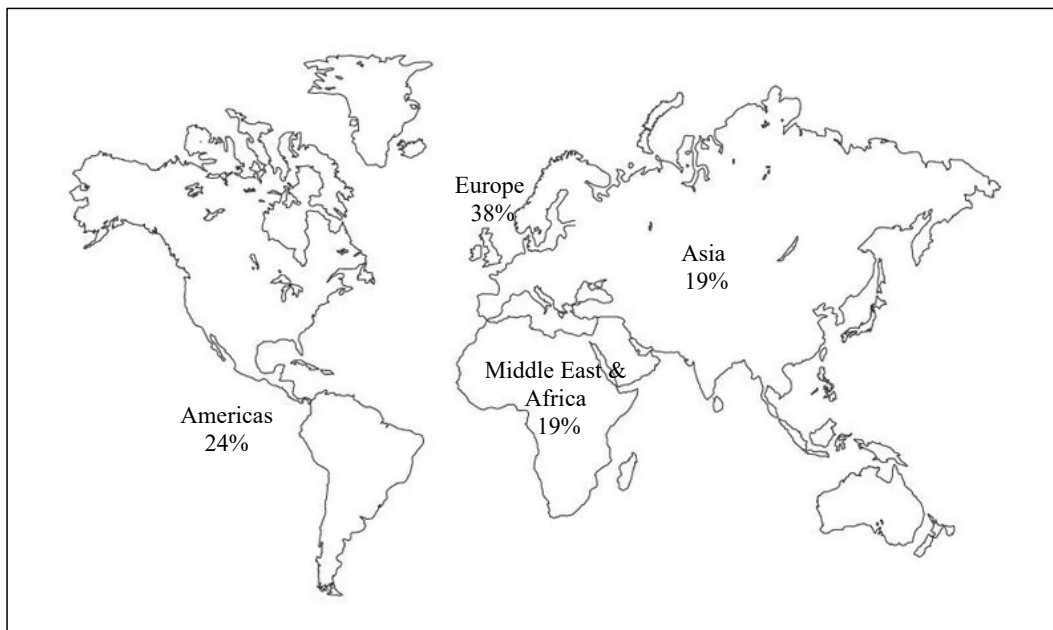 Europe
38%
Asia
19%
Middle East &
Africa
19%
Americas
24%